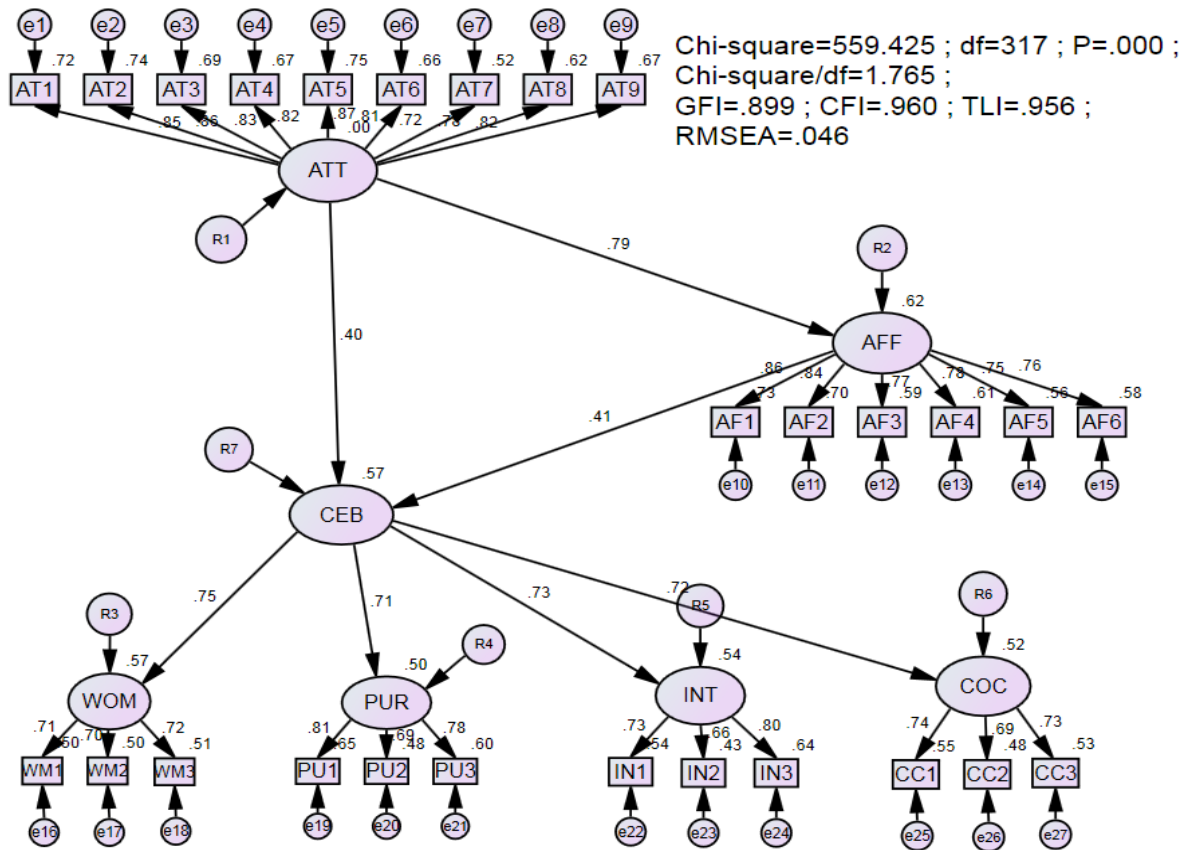 e1 e2 e3 e4 e5 e6 e7 e8 e9
Chi-square=559.425 ; df=317 ; P=.000 ;
Chi-square/df=1.765 ;
GFI=.899 ; CFI=.960 ; TLI=.956 ;
RMSEA=.046
.72 .74 .69 .67 .75 .66 .52 .62 .67
AT1 AT2 AT3 AT4 AT5 AT6 AT7 AT8 AT9
.85 .86 .83 .82 .87 .81 .72 .78 .82
.00
ATT
R1
.79
R2
.62
.40
AFF
.86 .84 .77 .78 .75 .76
.73 .70 .59 .61 .56 .58
.41
AF1 AF2 AF3 AF4 AF5 AF6
R7
.57
e10 e11 e12 e13 e14 e15
CEB
.75 .71 .73 .72
R3 R4 R5 R6
.57 .50 .54 .52
WOM PUR INT COC
.71 .70 .72 .81 .69 .78 .73 .66 .80 .74 .69 .73
.50 .50 .51 .65 .48 .60 .54 .43 .64 .55 .48 .53
WM1 WM2 WM3 PU1 PU2 PU3 IN1 IN2 IN3 CC1 CC2 CC3
e16 e17 e18 e19 e20 e21 e22 e23 e24 e25 e26 e27